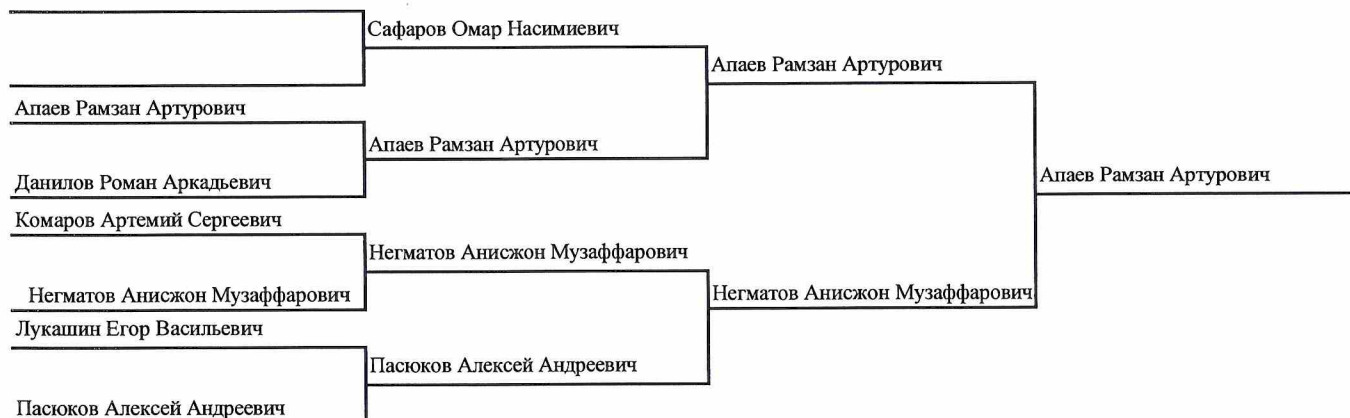 Сафаров Омар Насимиевич
Апаев Рамзан Артурович
Апаев Рамзан Артурович
Апаев Рамзан Артурович
Данилов Роман Аркадьевич
Апаев Рамзан Артурович
Комаров Артемий Сергеевич
Негматов Анисжон Музаффарович
Негматов Анисжон Музаффарович
Негматов Анисжон Музаффарович
Лукашин Егор Васильевич
Пасюков Алексей Андреевич
Пасюков Алексей Андреевич